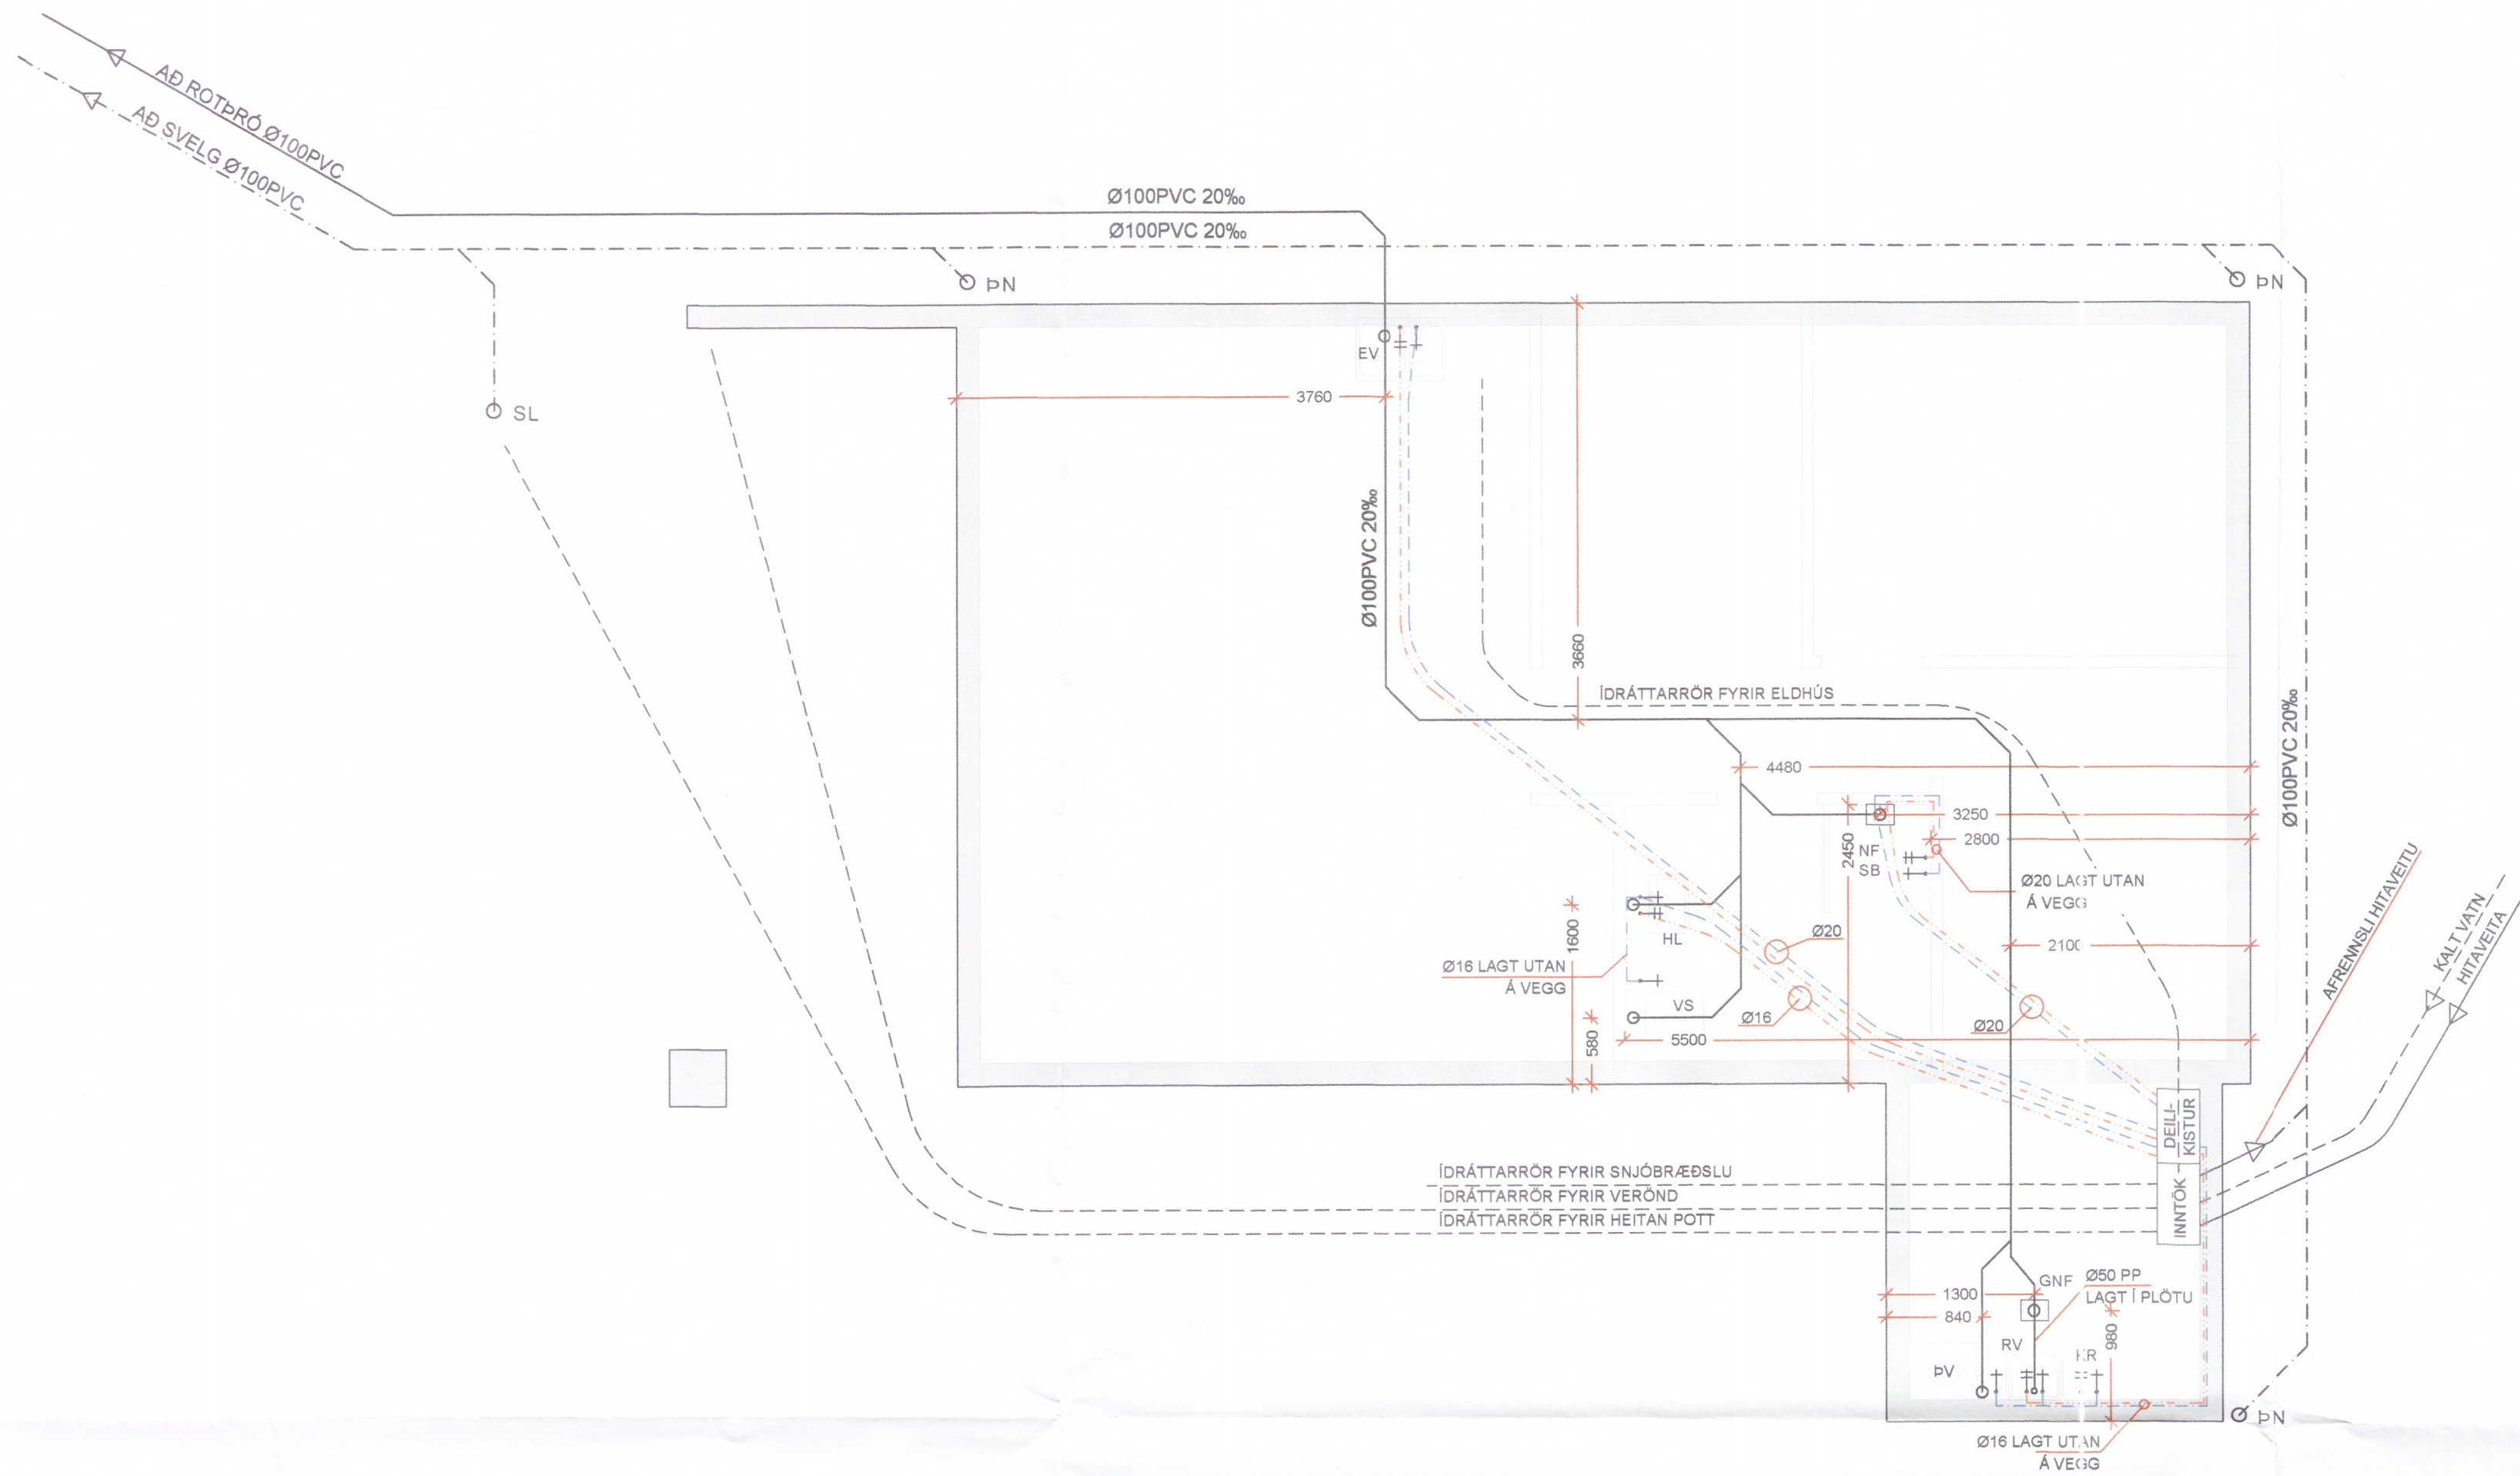 AÐ ROTÞRÓ Ø100PVC
AÐ SVELG Ø100PVC
Ø100PVC 20‰
Ø100PVC 20‰
ÞN
ÞN
SL
EV
3760
Ø100PVC 20‰
3660
ÍDRÁTTARRÖR FYRIR ELDHÚS
Ø100PVC 20‰
4480
3250
2800
2450
NF
SB
Ø20 LAGT UTAN
Á VEGG
1600
HL
Ø20
2100
Ø16 LAGT UTAN
Á VEGG
VS
Ø16
Ø20
580
5500
AFRENNSLI HITAVEITU
KALT VATN
HITAVEITA
DEILI-
KISTUR
INNTÖK
ÍDRÁTTARRÖR FYRIR SNJÓBRÆÐSLU
ÍDRÁTTARRÖR FYRIR VERÖND
ÍDRÁTTARRÖR FYRIR HEITAN POTT
GNF
Ø50 PP
LAGT Í PLÖTU
1300
840
980
RV
KR
ÞV
ÞN
Ø16 LAGT UTAN
Á VEGG